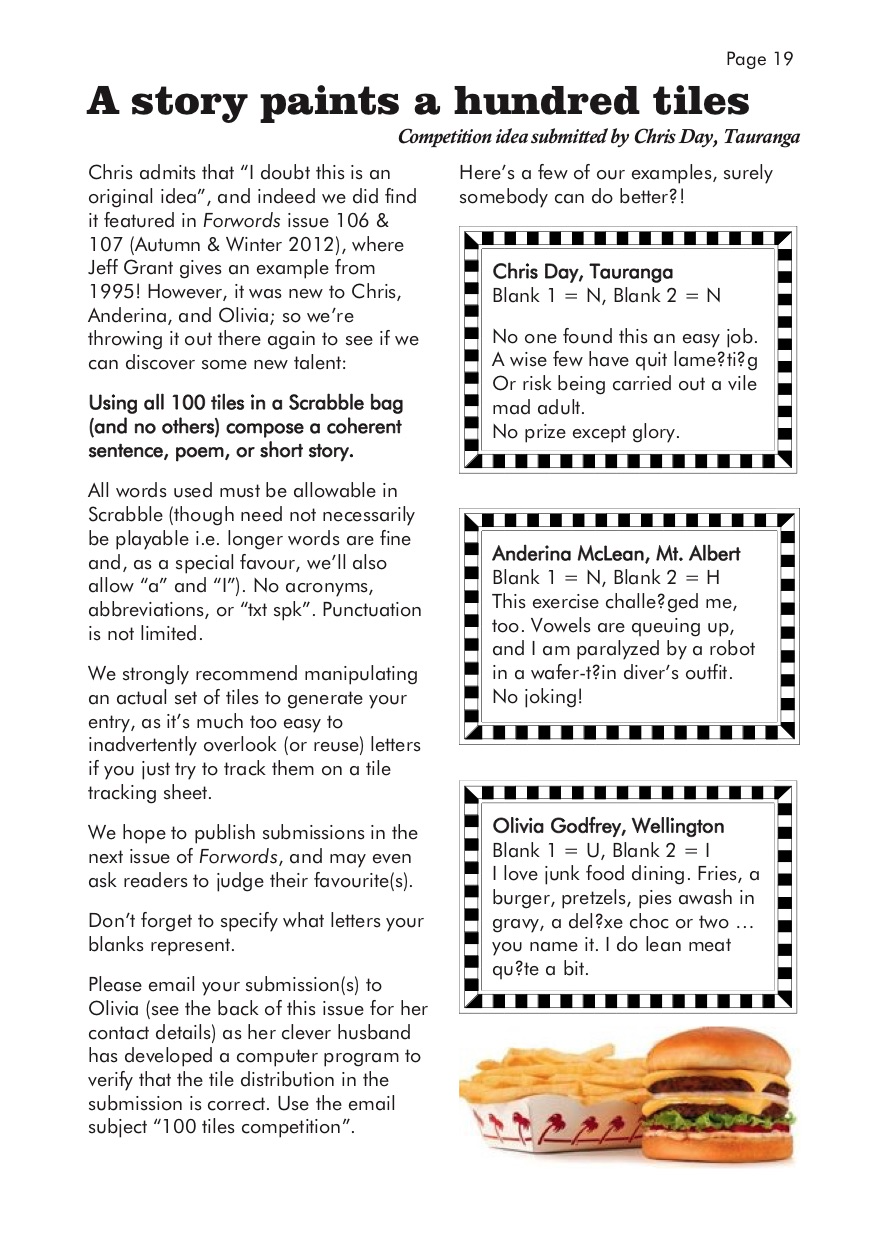 Page 19
A story paints a hundred tiles
Competition idea submitted by Chris Day, Tauranga
Chris admits that “I doubt this is an
original idea”, and indeed we did find
it featured in Forwords issue 106 &
107 (Autumn & Winter 2012), where
Jeff Grant gives an example from
1995! However, it was new to Chris,
Anderina, and Olivia; so we’re
throwing it out there again to see if we
can discover some new talent:
Using all 100 tiles in a Scrabble bag
(and no others) compose a coherent
sentence, poem, or short story.
All words used must be allowable in
Scrabble (though need not necessarily
be playable i.e. longer words are fine
and, as a special favour, we’ll also
allow “a” and “I”). No acronyms,
abbreviations, or “txt spk”. Punctuation
is not limited.
We strongly recommend manipulating
an actual set of tiles to generate your
entry, as it’s much too easy to
inadvertently overlook (or reuse) letters
if you just try to track them on a tile
tracking sheet.
We hope to publish submissions in the
next issue of Forwords, and may even
ask readers to judge their favourite(s).
Don’t forget to specify what letters your
blanks represent.
Please email your submission(s) to
Olivia (see the back of this issue for her
contact details) as her clever husband
has developed a computer program to
verify that the tile distribution in the
submission is correct. Use the email
subject “100 tiles competition”.
Here’s a few of our examples, surely
somebody can do better?!
Chris Day, Tauranga
Blank 1 = N, Blank 2 = N
No one found this an easy job.
A wise few have quit lame?ti?g
Or risk being carried out a vile
mad adult.
No prize except glory.
Anderina McLean, Mt. Albert
Blank 1 = N, Blank 2 = H
This exercise challe?ged me,
too. Vowels are queuing up,
and I am paralyzed by a robot
in a wafer-t?in diver’s outfit.
No joking!
Olivia Godfrey, Wellington
Blank 1 = U, Blank 2 = I
I love junk food dining. Fries, a
burger, pretzels, pies awash in
gravy, a del?xe choc or two …
you name it. I do lean meat
qu?te a bit.